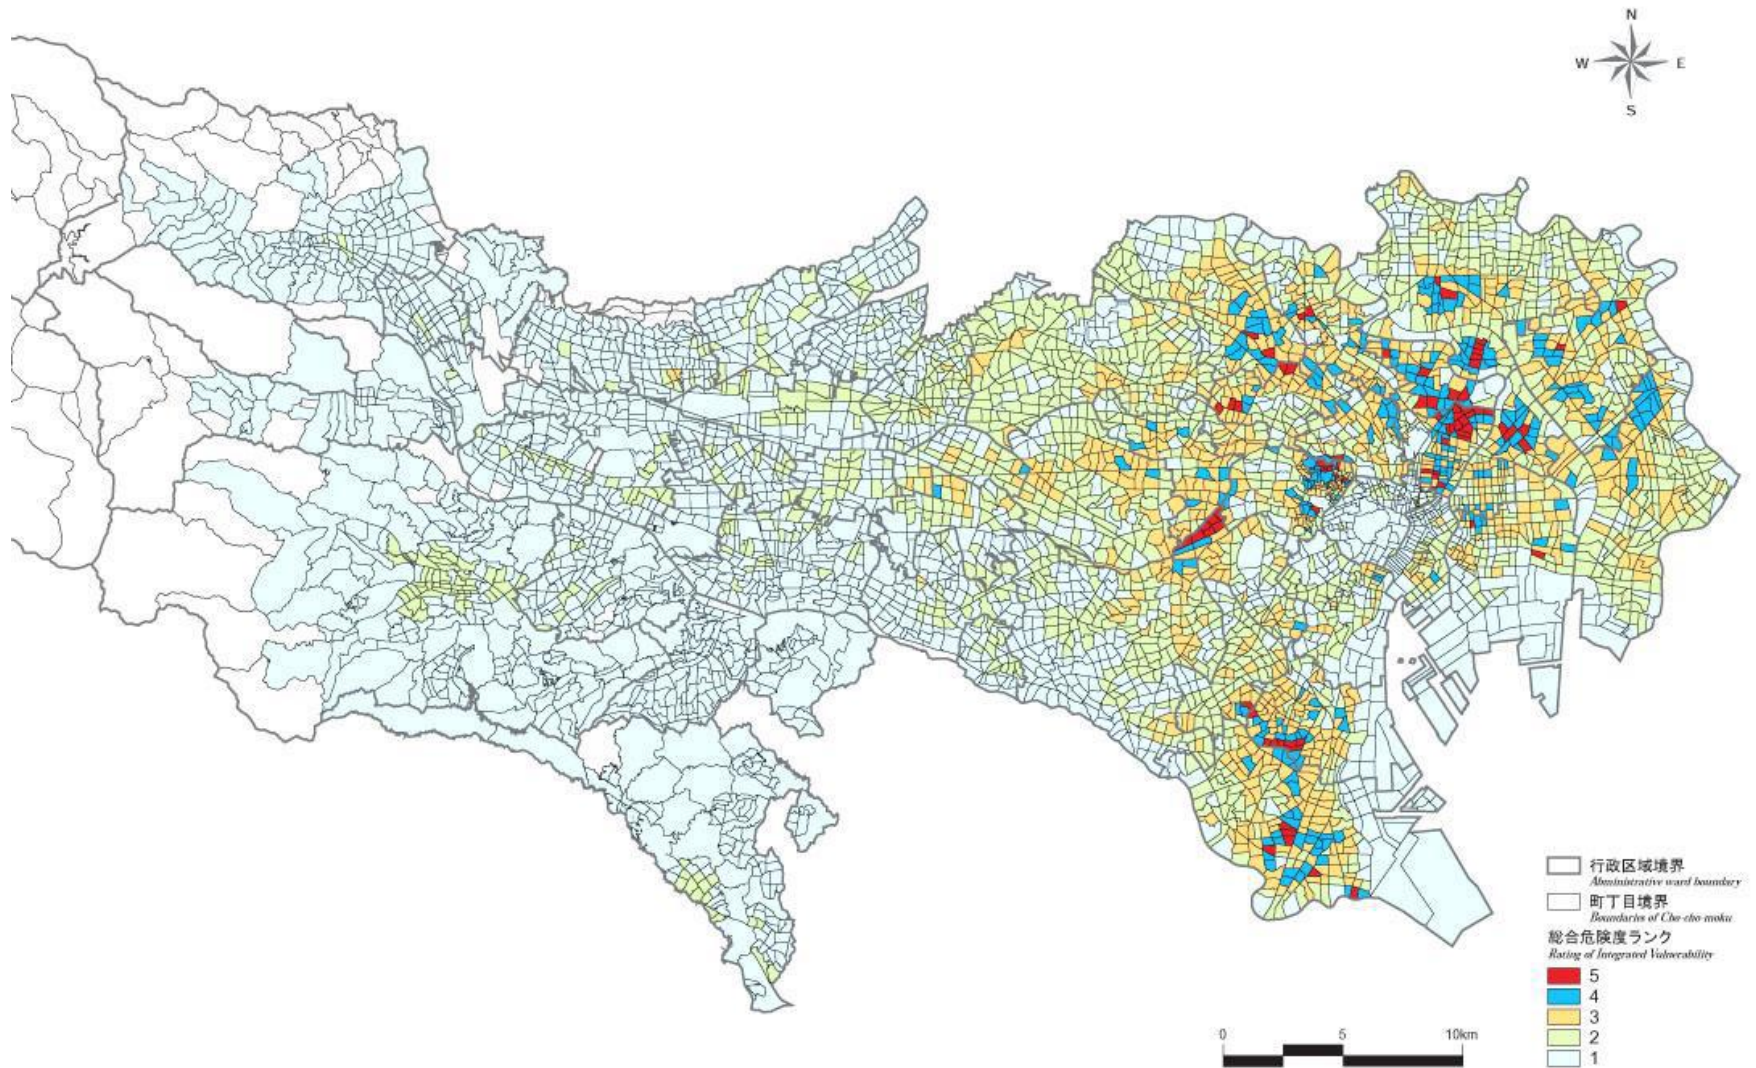 N
W E
S
行政区域境界
Abministrative ward boundary
町丁目境界
Boundaries of Cho-cho-moku
総合危険度ランク
Rating of Integrated Vulnerability
5
4
3
2
1
0 5 10km